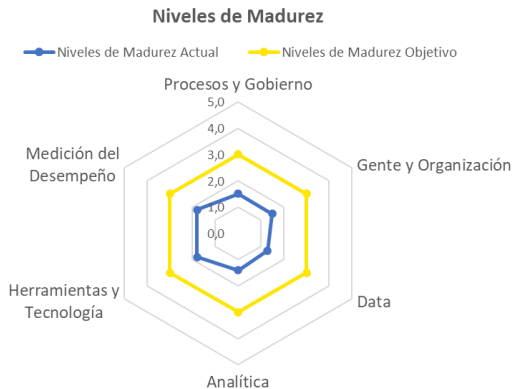 Niveles de Madurez
Niveles de Madurez Actual
Niveles de Madurez Objetivo
Procesos y Gobierno
5,0
4,0
3,0
2,0
1,0
0,0
Gente y Organización
Data
Analítica
Herramientas y
Tecnología
Medición del
Desempeño